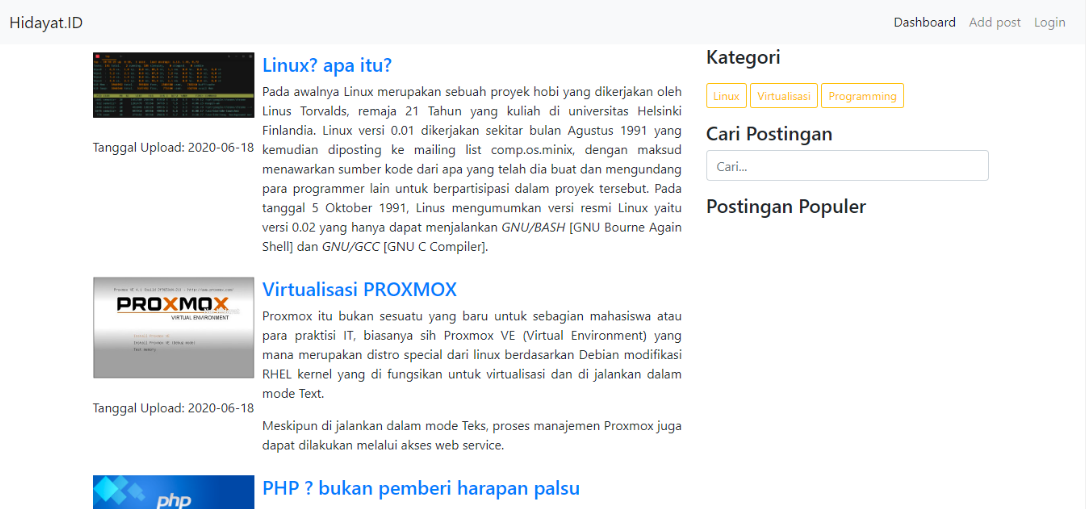 Hidayat.ID
Dashboard Add post Login
Linux? apa itu?
Pada awalnya Linux merupakan sebuah proyek hobi yang dikerjakan oleh
Linus Torvalds, remaja 21 Tahun yang kuliah di universitas Helsinki
Finlandia. Linux versi 0.01 dikerjakan sekitar bulan Agustus 1991 yang
kemudian diposting ke mailing list comp.os.minix, dengan maksud
menawarkan sumber kode dari apa yang telah dia buat dan mengundang
para programmer lain untuk berpartisipasi dalam proyek tersebut. Pada
tanggal 5 Oktober 1991, Linus mengumumkan versi resmi Linux yaitu
versi 0.02 yang hanya dapat menjalankan GNU/BASH [GNU Bourne Again
Shell] dan GNU/GCC [GNU C Compiler].
Tanggal Upload: 2020-06-18
PROXMOX
VIRTUAL ENVIRONMENT
Virtualisasi PROXMOX
Proxmox itu bukan sesuatu yang baru untuk sebagian mahasiswa atau
para praktisi IT, biasanya sih Proxmox VE (Virtual Environment) yang
mana merupakan distro special dari linux berdasarkan Debian modifikasi
RHEL kernel yang di fungsikan untuk virtualisasi dan di jalankan dalam
mode Text.
Meskipun di jalankan dalam mode Teks, proses manajemen Proxmox juga
dapat dilakukan melalui akses web service.
Tanggal Upload: 2020-06-18
php
PHP ? bukan pemberi harapan palsu
Kategori
Linux Virtualisasi Programming
Cari Postingan
Cari...
Postingan Populer